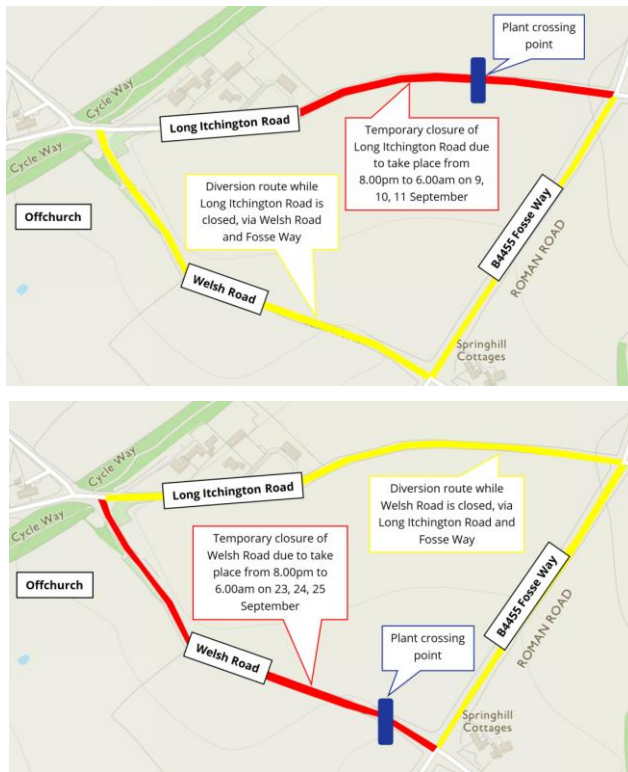 Plant crossing
point
Cycle Way
Long Itchington Road
Temporary closure of
Long Itchington Road due
to take place from
8.00pm to 6.00am on 9,
10, 11 September
Cycle Way
Diversion route while
Long Itchington Road is
closed, via Welsh Road
and Fosse Way
Offchurch
B4455 Fosse Way
ROMAN ROAD
Welsh Road
Springhill
Cottages
Cycle Way
Long Itchington Road
Diversion route while
Welsh Road is closed, via
Long Itchington Road and
Fosse Way
Cycle Way
Temporary closure of
Welsh Road due to take
place from 8.00pm to
6.00am on 23, 24, 25
September
Offchurch
B4455 Fosse Way
ROMAN ROAD
Welsh Road
Plant crossing
point
Springhill
Cottages